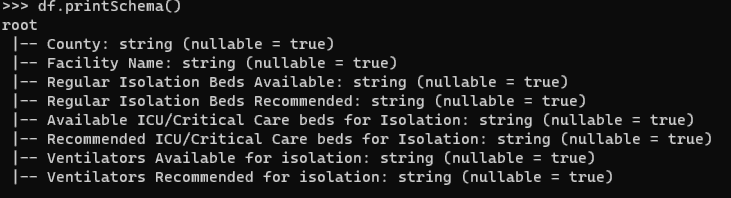 >>> df.printSchema()
root
 |-- County: string (nullable = true)
 |-- Facility Name: string (nullable = true)
 |-- Regular Isolation Beds Available: string (nullable = true)
 |-- Regular Isolation Beds Recommended: string (nullable = true)
 |-- Available ICU/Critical Care beds for Isolation: string (nullable = true)
 |-- Recommended ICU/Critical Care beds for Isolation: string (nullable = true)
 |-- Ventilators Available for isolation: string (nullable = true)
 |-- Ventilators Recommended for isolation: string (nullable = true)